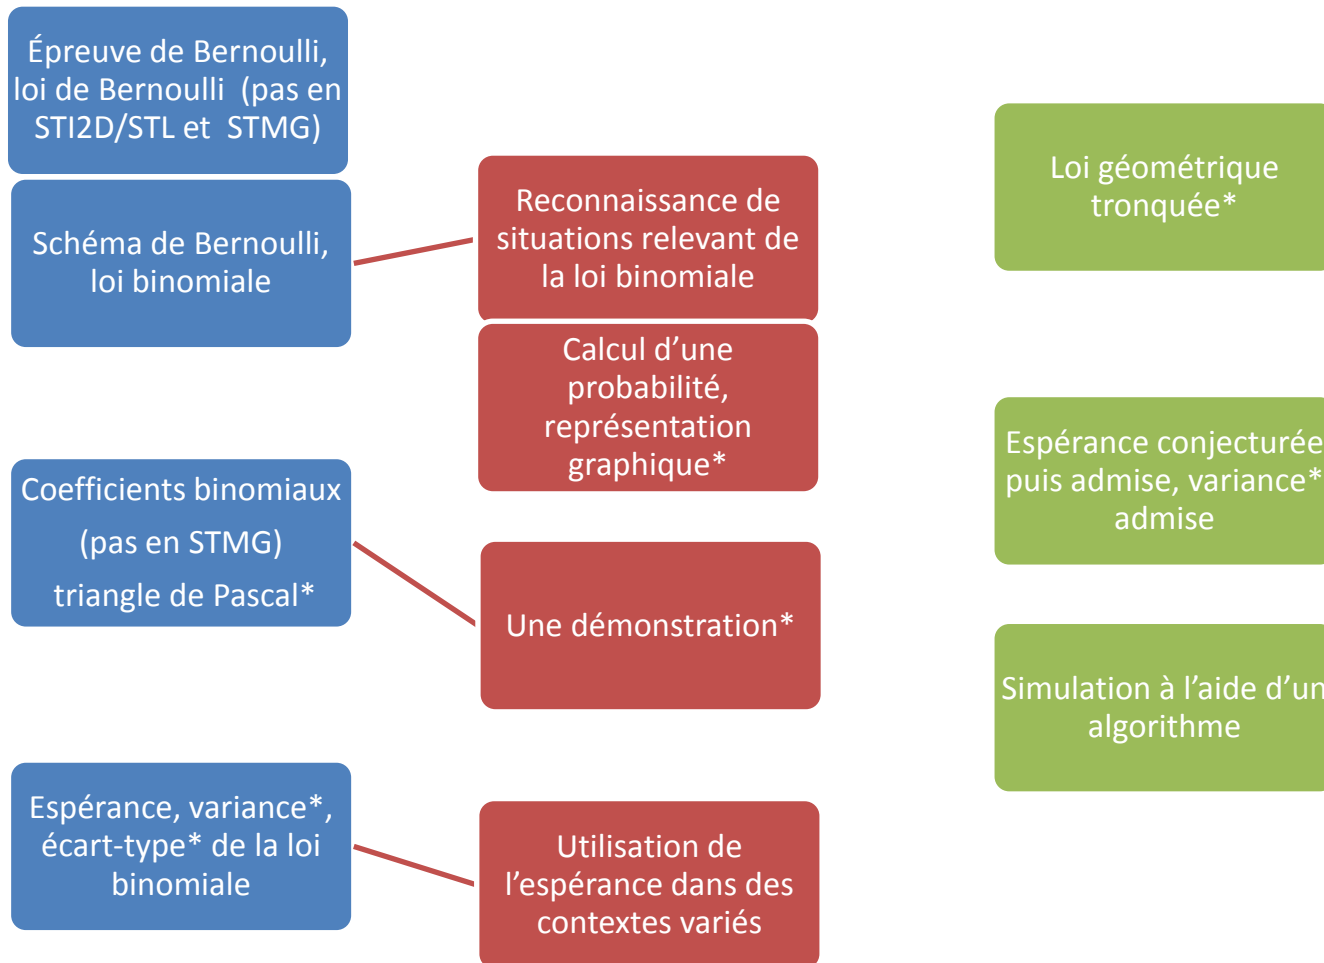 Épreuve de Bernoulli,
loi de Bernoulli (pas en
STI2D/STL et STMG)
Schéma de Bernoulli,
loi binomiale
Coefficients binomiaux
(pas en STMG)
triangle de Pascal*
Espérance, variance*,
écart-type* de la loi
binomiale
Reconnaissance de
situations relevant de
la loi binomiale
Calcul d’une
probabilité,
représentation
graphique*
Une démonstration*
Utilisation de
l’espérance dans des
contextes variés
Loi géométrique
tronquée*
Espérance conjecturée
puis admise, variance*
admise
Simulation à l’aide d’un
algorithme